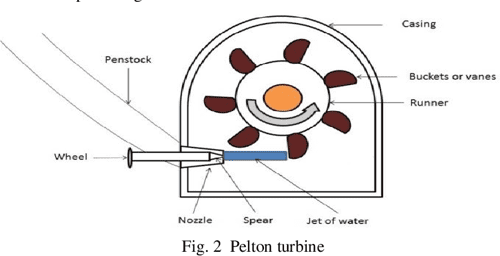 Casing
Penstock
Buckets or vanes
Runner
Wheel
Nozzle
Spear
Jet of water
Fig. 2 Pelton turbine